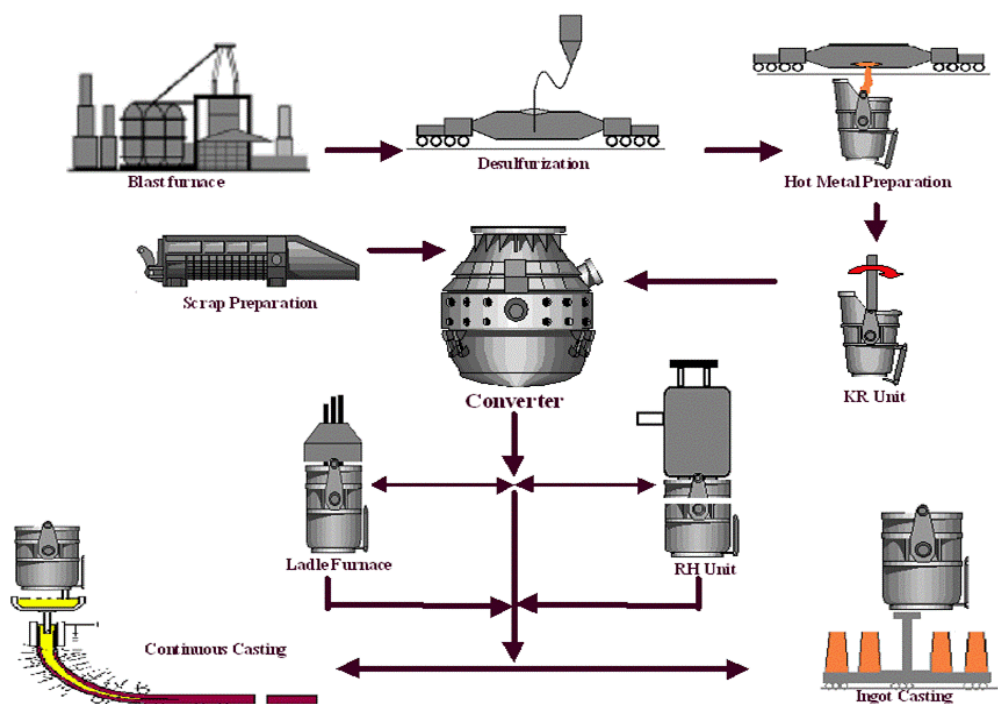 Blast furnace
Desulfurization
Hot Metal Preparation
Scrap Preparation
Converter
KR Unit
Ladle Furnace
RH Unit
Continuous Casting
Ingot Casting